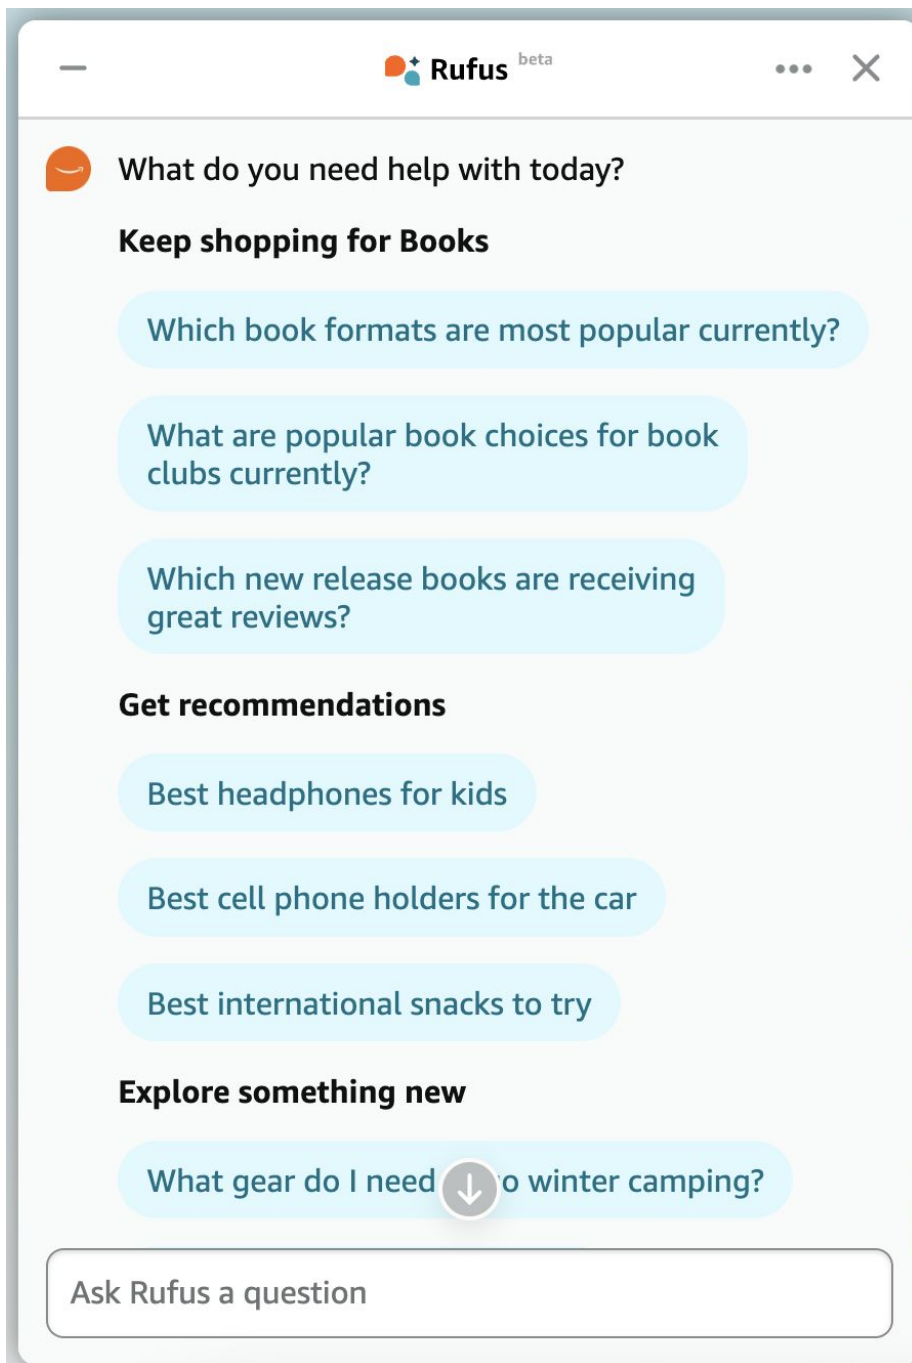 Rufus beta
What do you need help with today?
Keep shopping for Books
Which book formats are most popular currently?
What are popular book choices for book
clubs currently?
Which new release books are receiving
great reviews?
Get recommendations
Best headphones for kids
Best cell phone holders for the car
Best international snacks to try
Explore something new
What gear do I need winter camping?
Ask Rufus a question